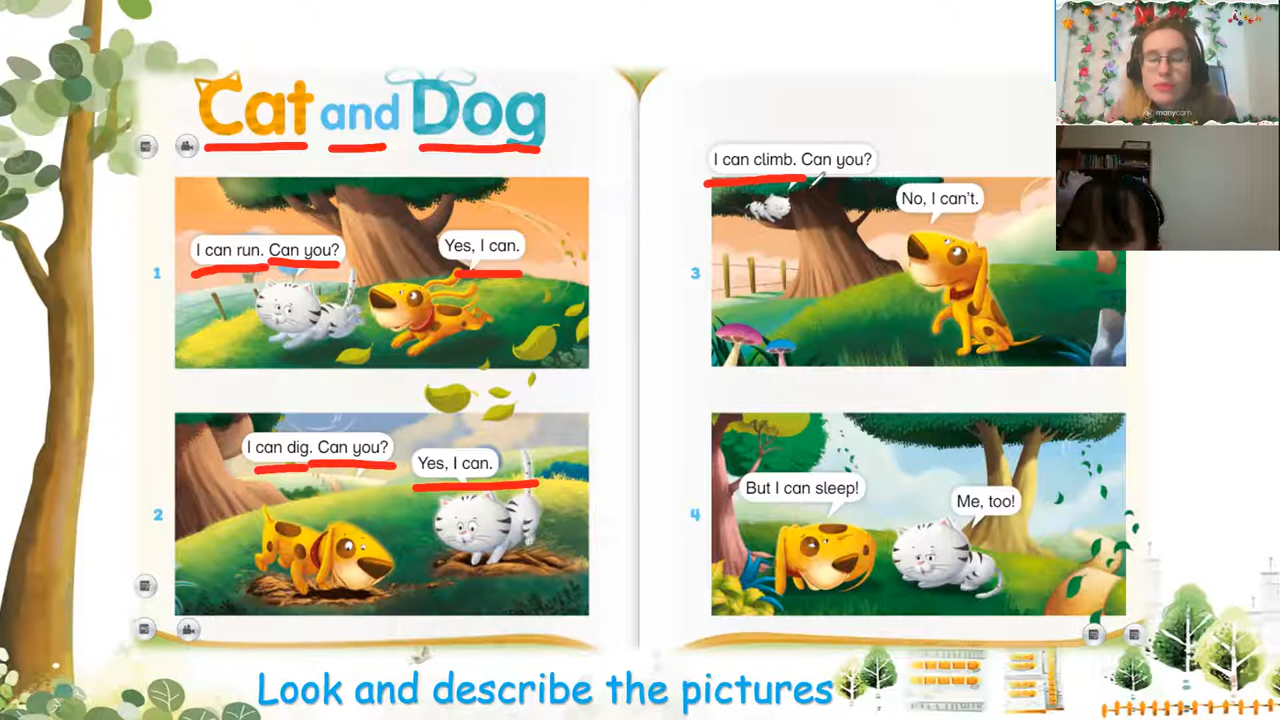 Cat and Dog
1
I can run. Can you?
Yes, I can.
2
I can dig. Can you?
Yes, I can.
3
I can climb. Can you?
No, I can't.
4
But I can sleep!
Me, too!
Look and describe the pictures
manycam